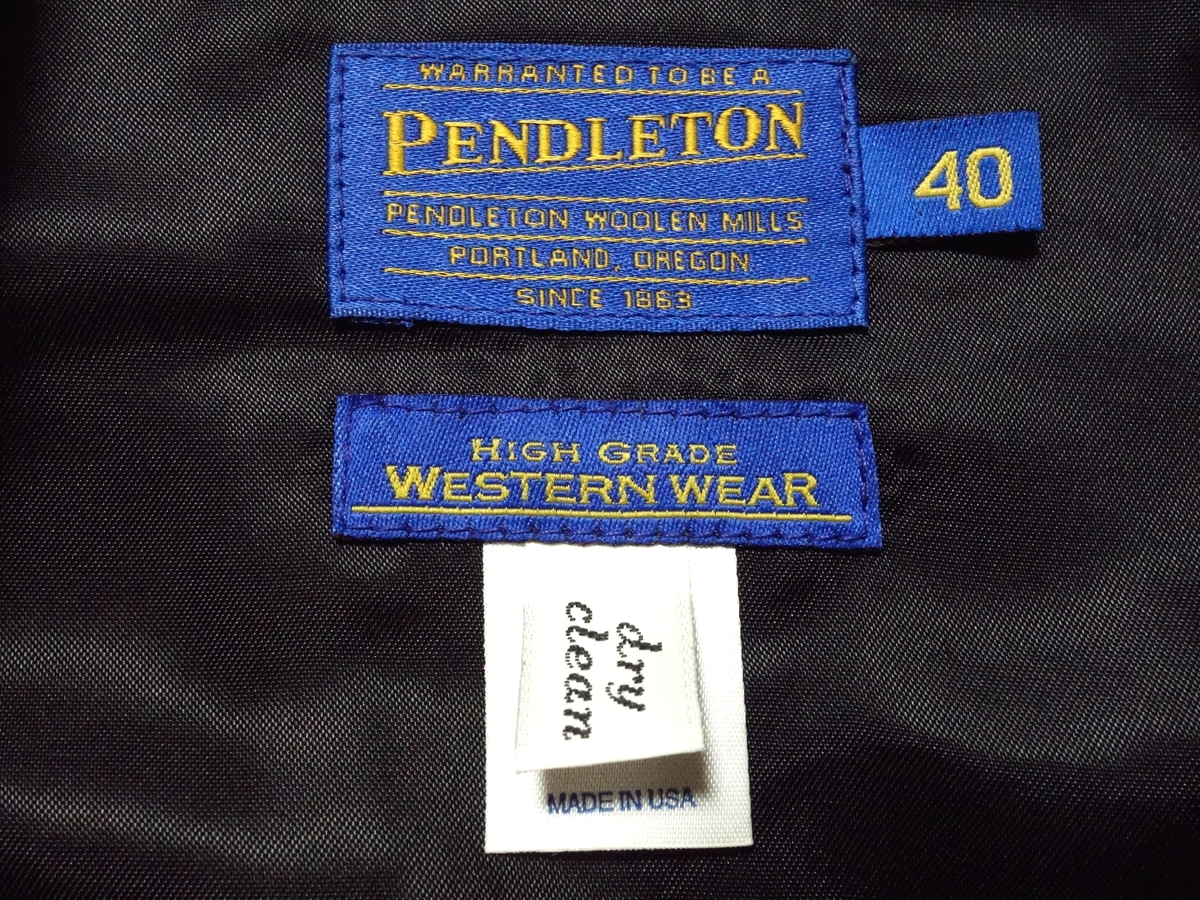 WARRANTED TO BE A
PENDLETON
PENDLETON WOOLEN MILLS
PORTLAND, OREGON
SINCE 1863
40
HIGH GRADE
WESTERN WEAR
dry
clean
MADE IN USA